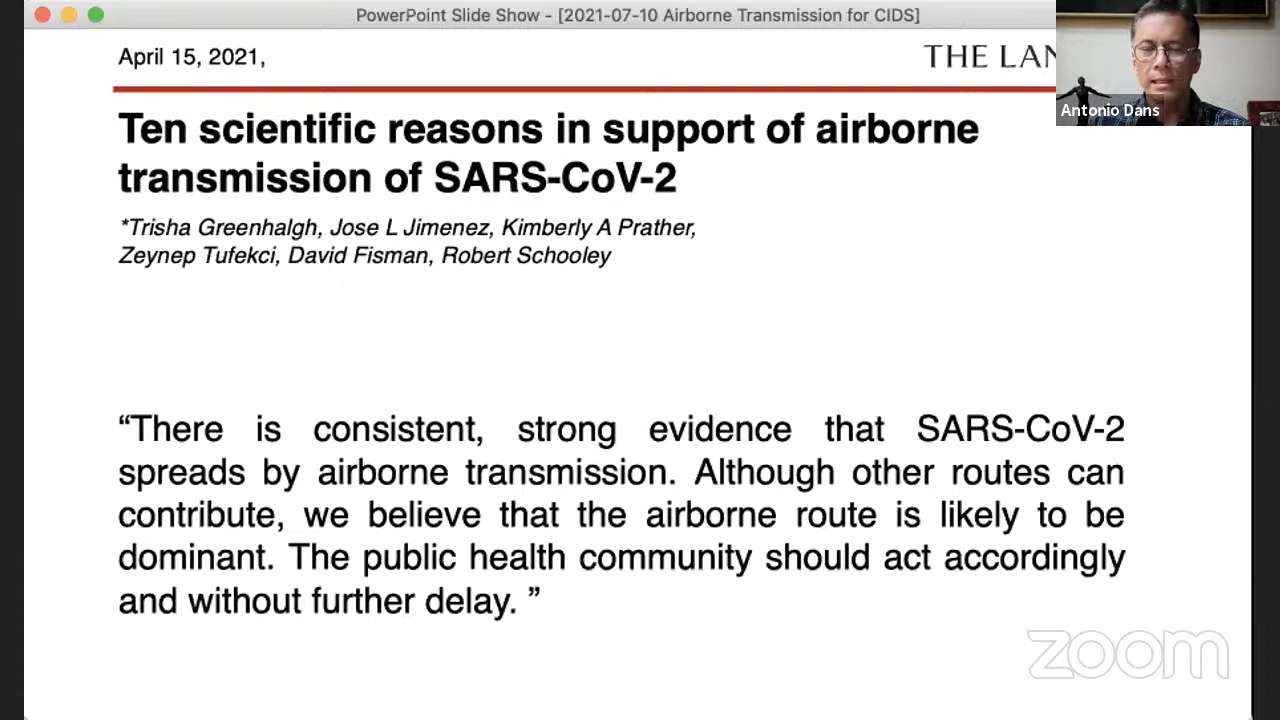 PowerPoint Slide Show - [2021-07-10 Airborne Transmission for CIDS]
April 15, 2021,
THE LAN
Antonio Dans
Ten scientific reasons in support of airborne
transmission of SARS-CoV-2
*Trisha Greenhalgh, Jose L Jimenez, Kimberly A Prather,
Zeynep Tufekci, David Fisman, Robert Schooley
“There is consistent, strong evidence that SARS-CoV-2
spreads by airborne transmission. Although other routes can
contribute, we believe that the airborne route is likely to be
dominant. The public health community should act accordingly
and without further delay. ”
zoom